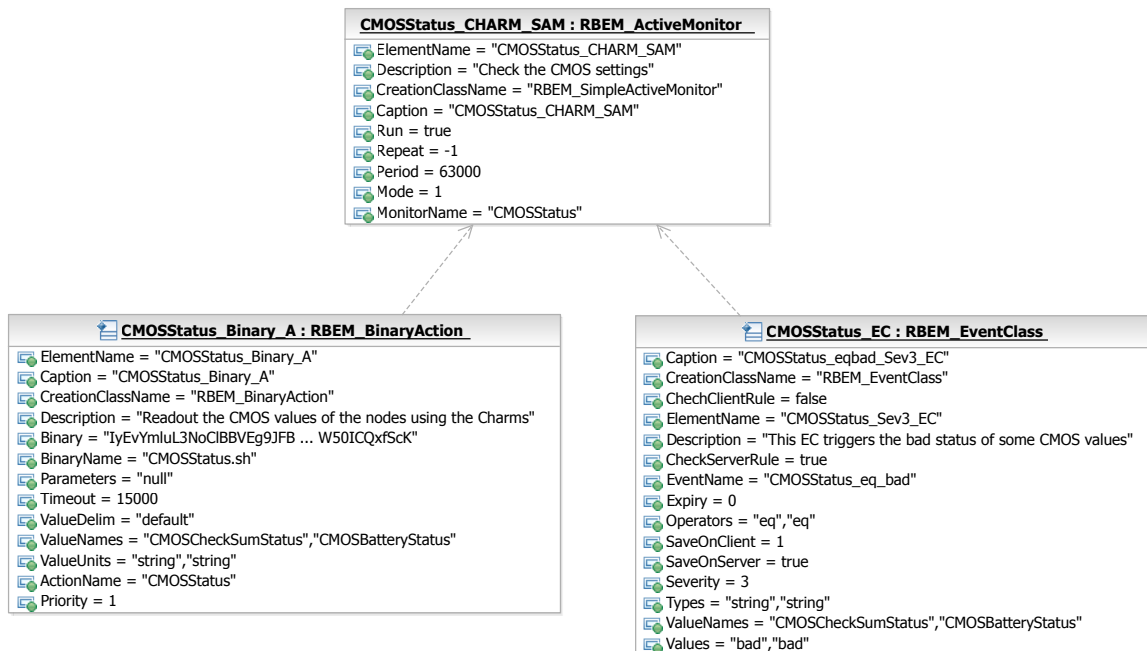 CMOSStatus_CHARM_SAM : RBEM_ActiveMonitor
ElementName = "CMOSStatus_CHARM_SAM"
Description = "Check the CMOS settings"
CreationClassName = "RBEM_SimpleActiveMonitor"
Caption = "CMOSStatus_CHARM_SAM"
Run = true
Repeat = -1
Period = 63000
Mode = 1
MonitorName = "CMOSStatus"
CMOSStatus_Binary_A : RBEM_BinaryAction
ElementName = "CMOSStatus_Binary_A"
Caption = "CMOSStatus_Binary_A"
CreationClassName = "RBEM_BinaryAction"
Description = "Readout the CMOS values of the nodes using the Charms"
Binary = "IyEvYmluL3NoClBBVEg9JFB ... W50ICQxfScK"
BinaryName = "CMOSStatus.sh"
Parameters = "null"
Timeout = 15000
ValueDelim = "default"
ValueNames = "CMOSCheckSumStatus","CMOSBatteryStatus"
ValueUnits = "string","string"
ActionName = "CMOSStatus"
Priority = 1
CMOSStatus_EC : RBEM_EventClass
Caption = "CMOSStatus_eqbad_Sev3_EC"
CreationClassName = "RBEM_EventClass"
ChechClientRule = false
ElementName = "CMOSStatus_Sev3_EC"
Description = "This EC triggers the bad status of some CMOS values"
CheckServerRule = true
EventName = "CMOSStatus_eq_bad"
Expiry = 0
Operators = "eq","eq"
SaveOnClient = 1
SaveOnServer = true
Severity = 3
Types = "string","string"
ValueNames = "CMOSCheckSumStatus","CMOSBatteryStatus"
Values = "bad","bad"